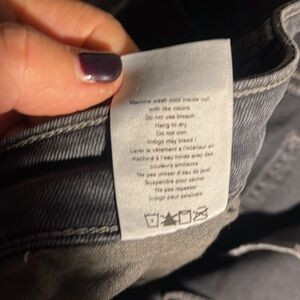 Machine wash cold inside out
with like colors
Do not use bleach
Hang to dry
Do not iron
Indigo may bleed /
Laver le vêtement à l'intérieur en
machine à l'eau froide avec des
couleurs similaires
Ne pas utiliser d'eau de javel
Suspendre pour sécher
Ne pas repasser
Indigo peut déteindre